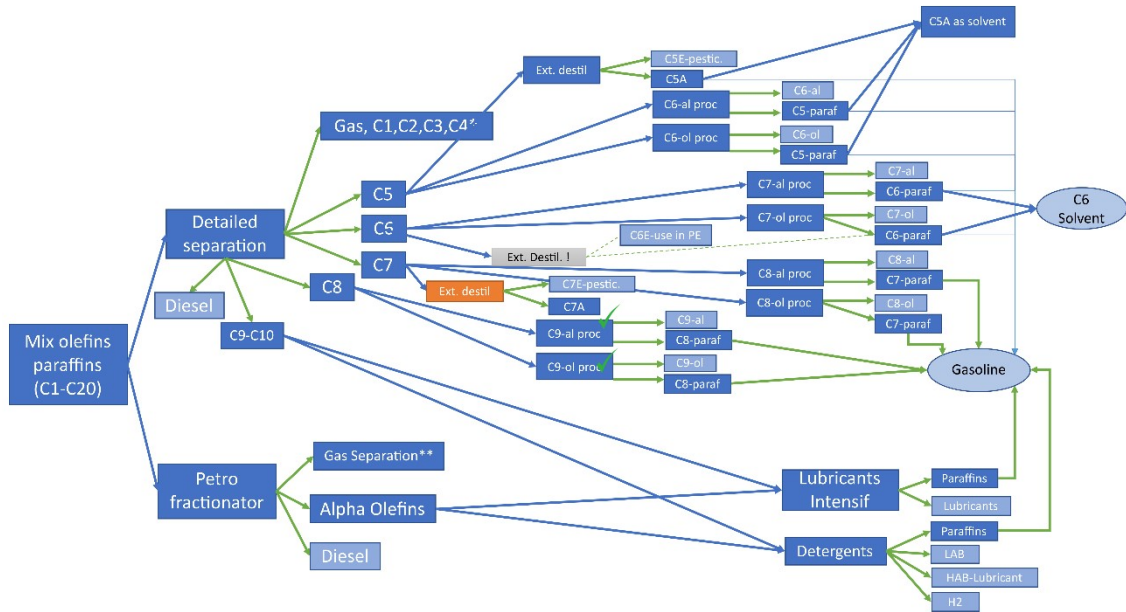 C5A as solvent
C5E-pestic.
Ext. destil
C5A
C6-al
C6-al proc
C5-paraf
Gas, C1,C2,C3,C4*
C6-ol
C6-ol proc
C5-paraf
C7-al
C7-al proc
C6-paraf
C5
C6
Solvent
Detailed
separation
C7-ol
C7-ol proc
C6
C6E-use in PE
C6-paraf
Ext. Destil. !
C8-al
C7
C8-al proc
C7-paraf
C8
C7E-pestic.
Ext. destil
C8-ol
C8-ol proc
Diesel
C7A
C7-paraf
C9-al
C9-C10
C9-al proc
C8-paraf
Mix olefins
paraffins
(C1-C20)
C9-ol
C9-ol proc
C8-paraf
Gasoline
Gas Separation**
Petro
fractionator
Lubricants
Intensif
Paraffins
Lubricants
Alpha Olefins
Paraffins
Diesel
Detergents
LAB
HAB-Lubricant
H2